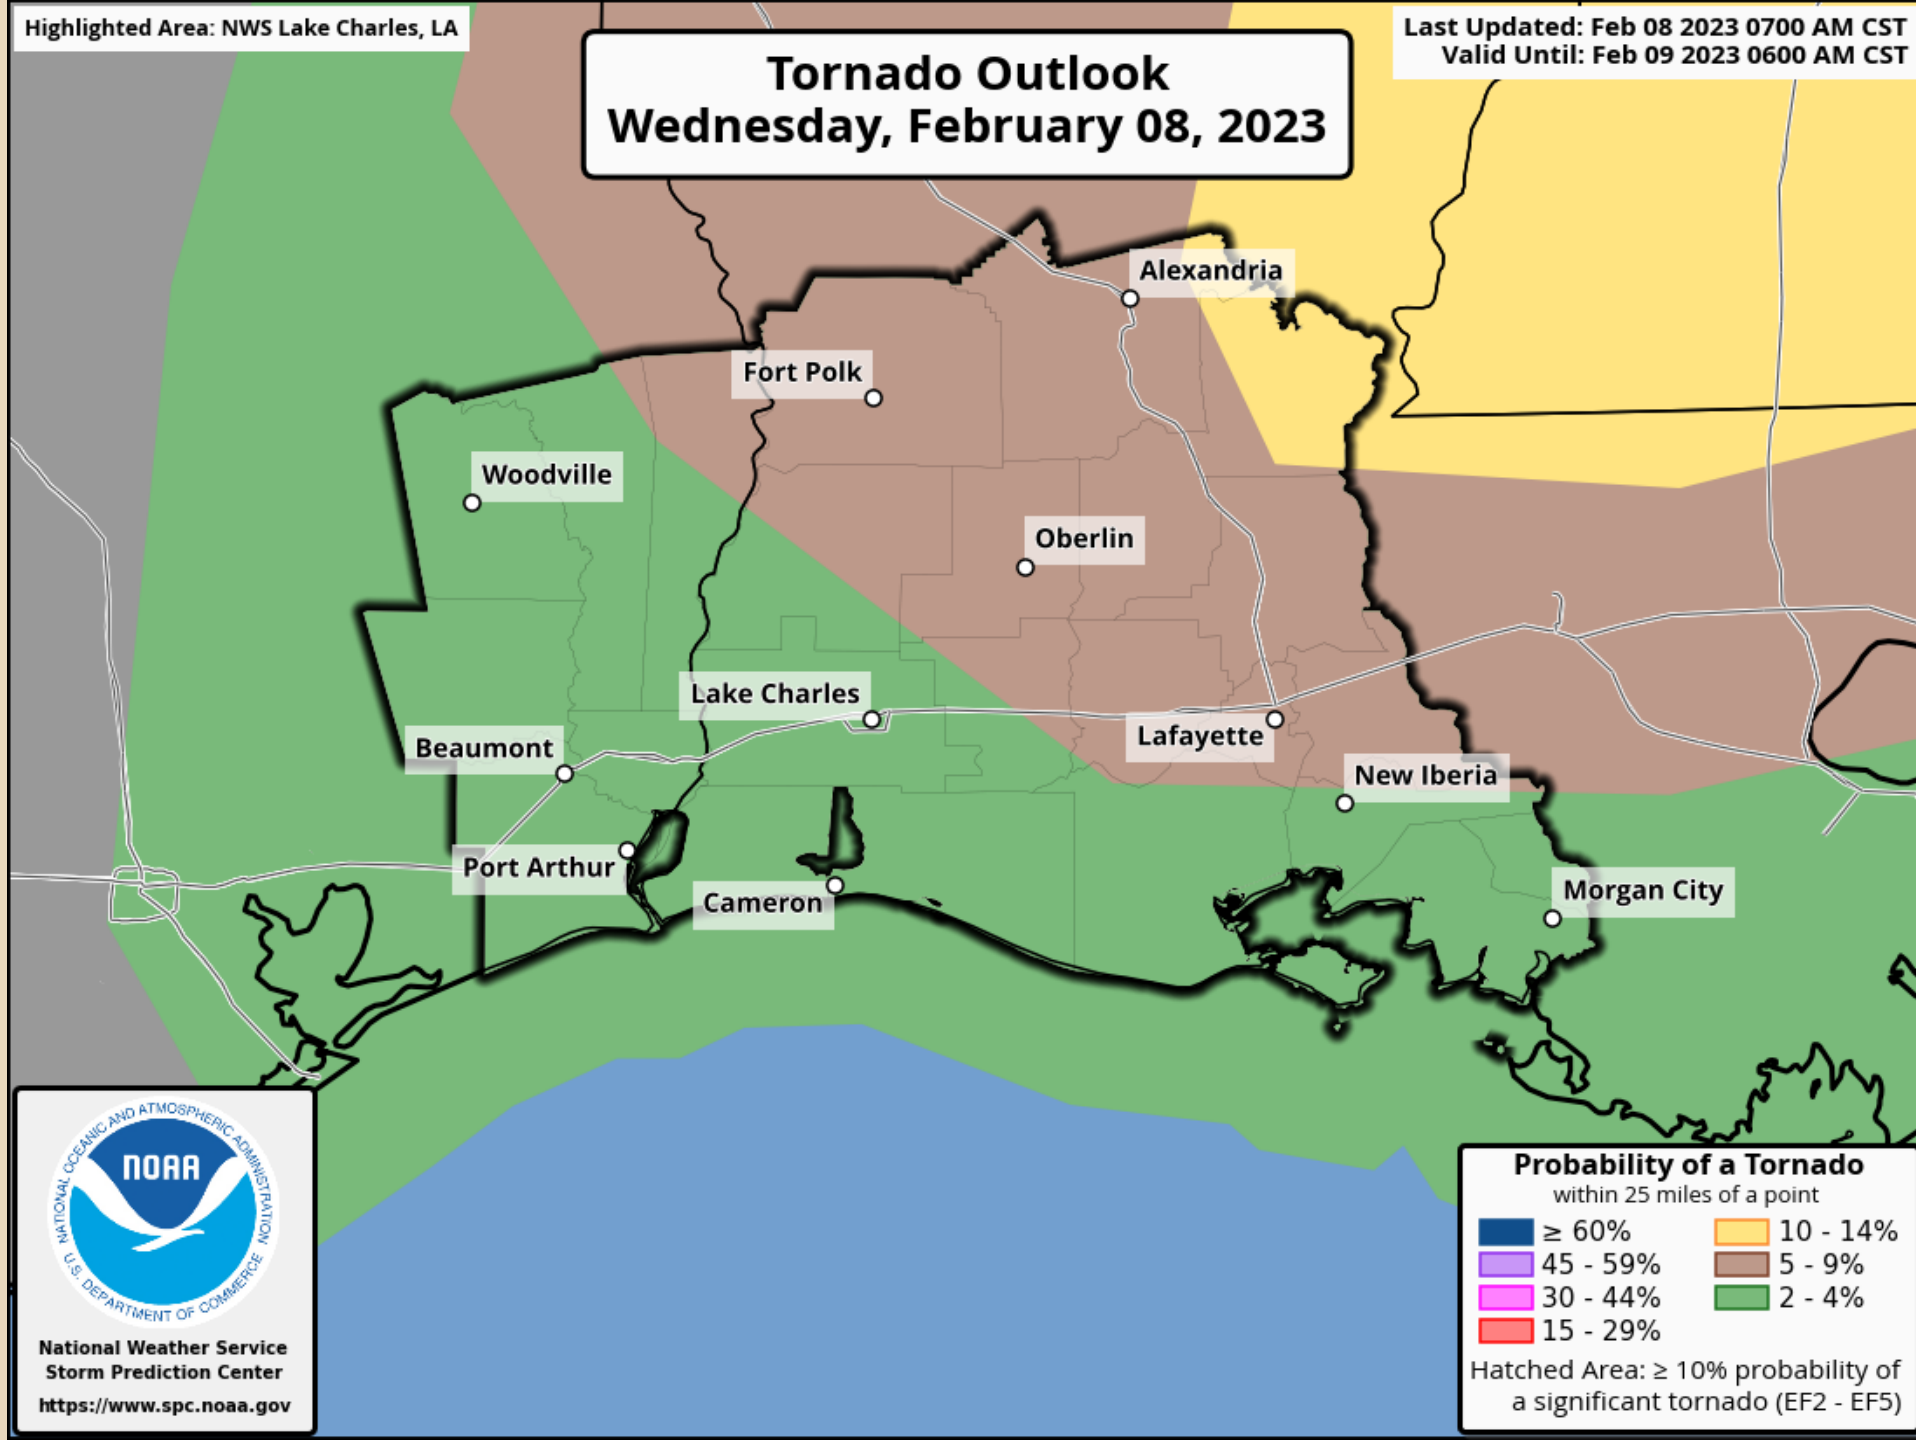 Highlighted Area: NWS Lake Charles, LA
Tornado Outlook
Wednesday, February 08, 2023
Last Updated: Feb 08 2023 0700 AM CST
Valid Until: Feb 09 2023 0600 AM CST
Alexandria
Fort Polk
Woodville
Oberlin
Lake Charles
Lafayette
Beaumont
New Iberia
Port Arthur
Cameron
Morgan City
NATIONAL OCEANIC AND ATMOSPHERIC ADMINISTRATION
NOAA
U.S. DEPARTMENT OF COMMERCE
National Weather Service
Storm Prediction Center
https://www.spc.noaa.gov
Probability of a Tornado
within 25 miles of a point
≥ 60% 10 - 14%
45 - 59% 5 - 9%
30 - 44% 2 - 4%
15 - 29%
Hatched Area: ≥ 10% probability of
a significant tornado (EF2 - EF5)